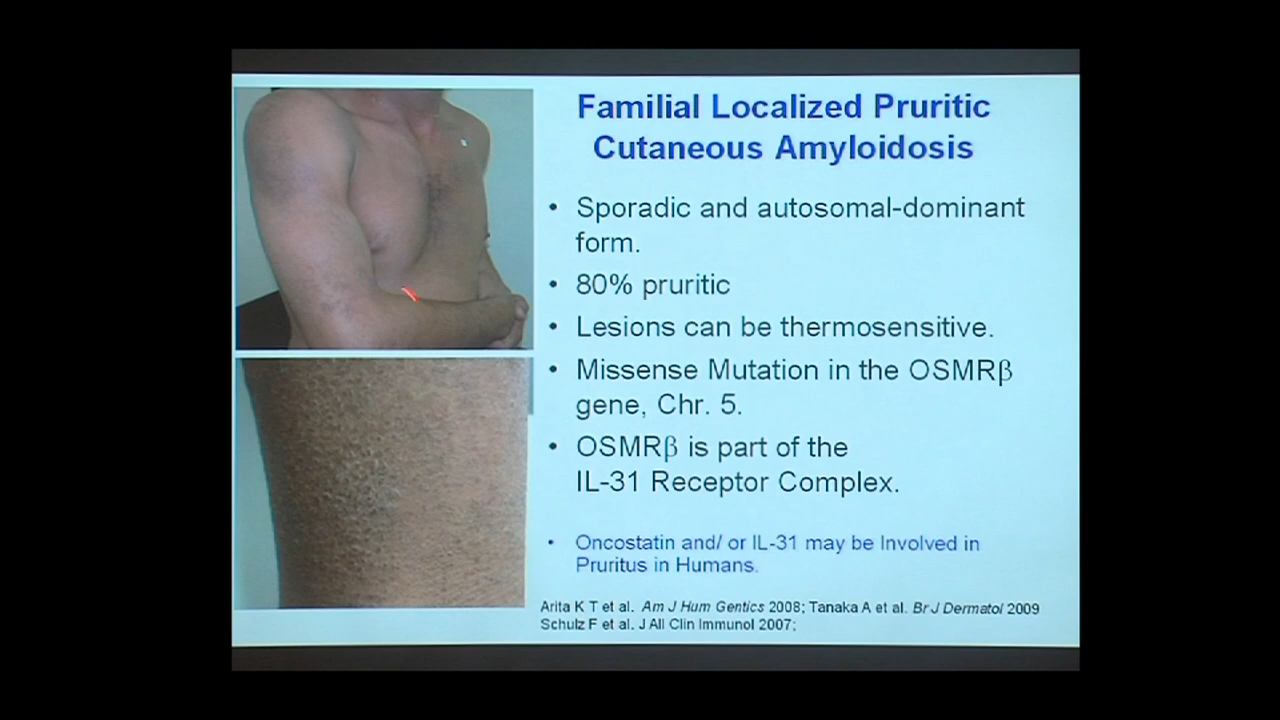 Familial Localized Pruritic
Cutaneous Amyloidosis
• Sporadic and autosomal-dominant
form.
• 80% pruritic
• Lesions can be thermosensitive.
• Missense Mutation in the OSMRβ
gene, Chr. 5.
• OSMRβ is part of the
IL-31 Receptor Complex.
• Oncostatin and/ or IL-31 may be Involved in
Pruritus in Humans.
Arita K T et al. Am J Hum Gentics 2008; Tanaka A et al. Br J Dermatol 2009
Schulz F et al. J All Clin Immunol 2007;